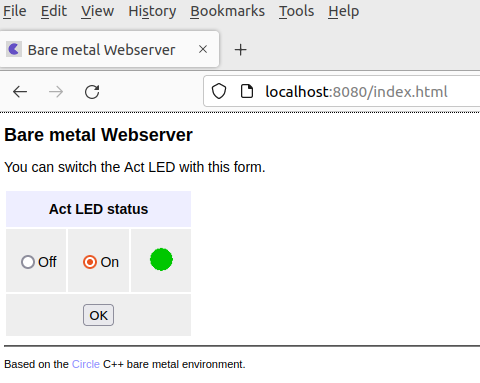 File Edit View History Bookmarks Tools Help
Bare metal Webserver × +
localhost:8080/index.html
Bare metal Webserver
You can switch the Act LED with this form.
Act LED status
Off On
OK
Based on the Circle C++ bare metal environment.